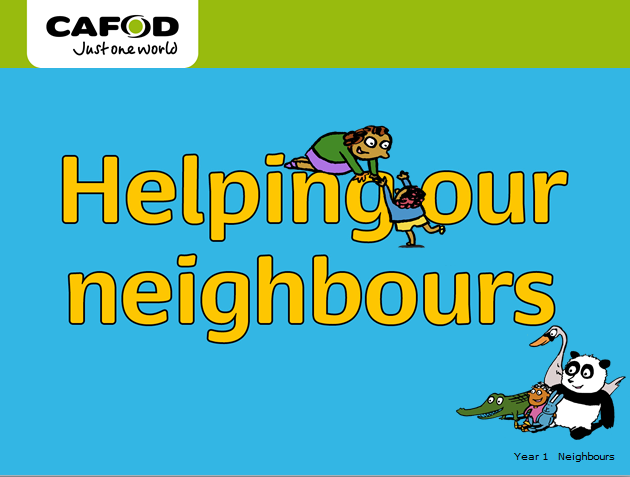 CAFOD
Just one world
Helping our
neighbours
Year 1 Neighbours